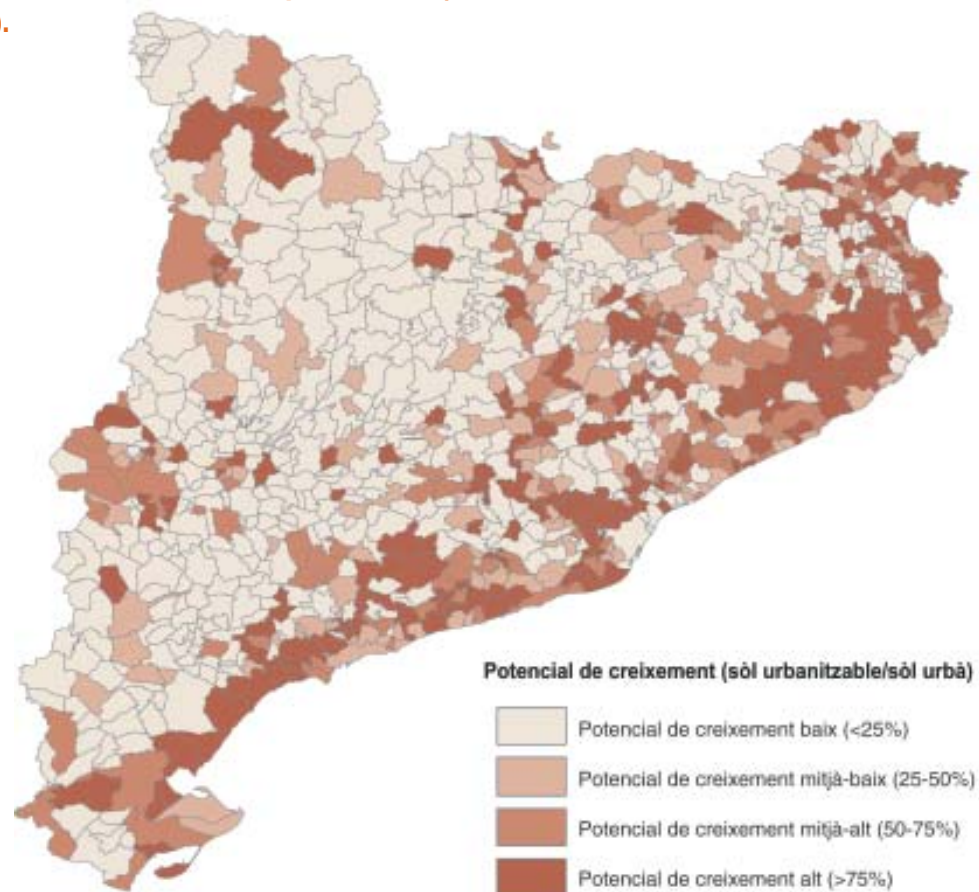 Potencial de creixement (sòl urbanitzable/sòl urbà)
Potencial de creixement baix (<25%)
Potencial de creixement mitjà-baix (25-50%)
Potencial de creixement mitjà-alt (50-75%)
Potencial de creixement alt (>75%)